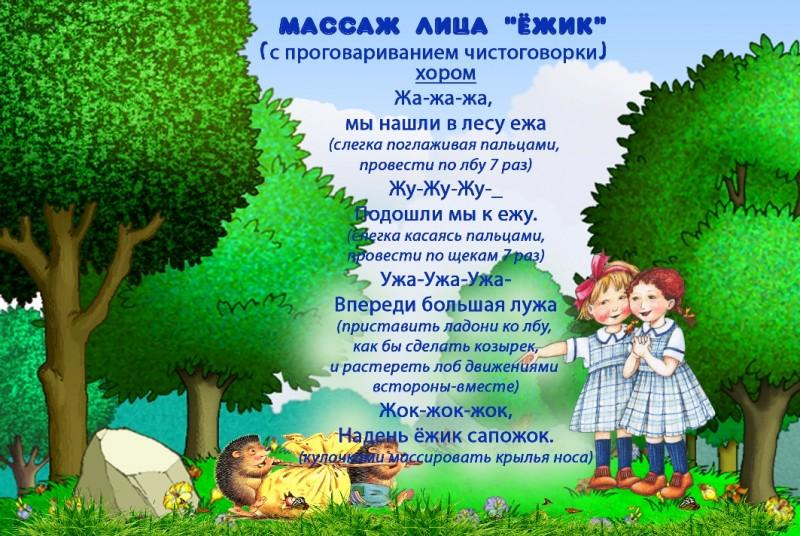 МАССАЖ ЛИЦА "ЁЖИК"
(с проговариванием чистоговорки)
хором
Жа-жа-жа,
мы нашли в лесу ежа
(слегка поглаживая пальцами,
провести по лбу 7 раз)
Жу-Жу-Жу-_
Подошли мы к ежу.
(слегка касаясь пальцами,
провести по щекам 7 раз)
Ужа-Ужа-Ужа-
Впереди большая лужа
(приставить ладони ко лбу,
как бы сделать козырек,
и растереть лоб движениями
встороны-вместе)
Жок-жок-жок,
Надень ёжик сапожок.
(кулочками массировать крылья носа)